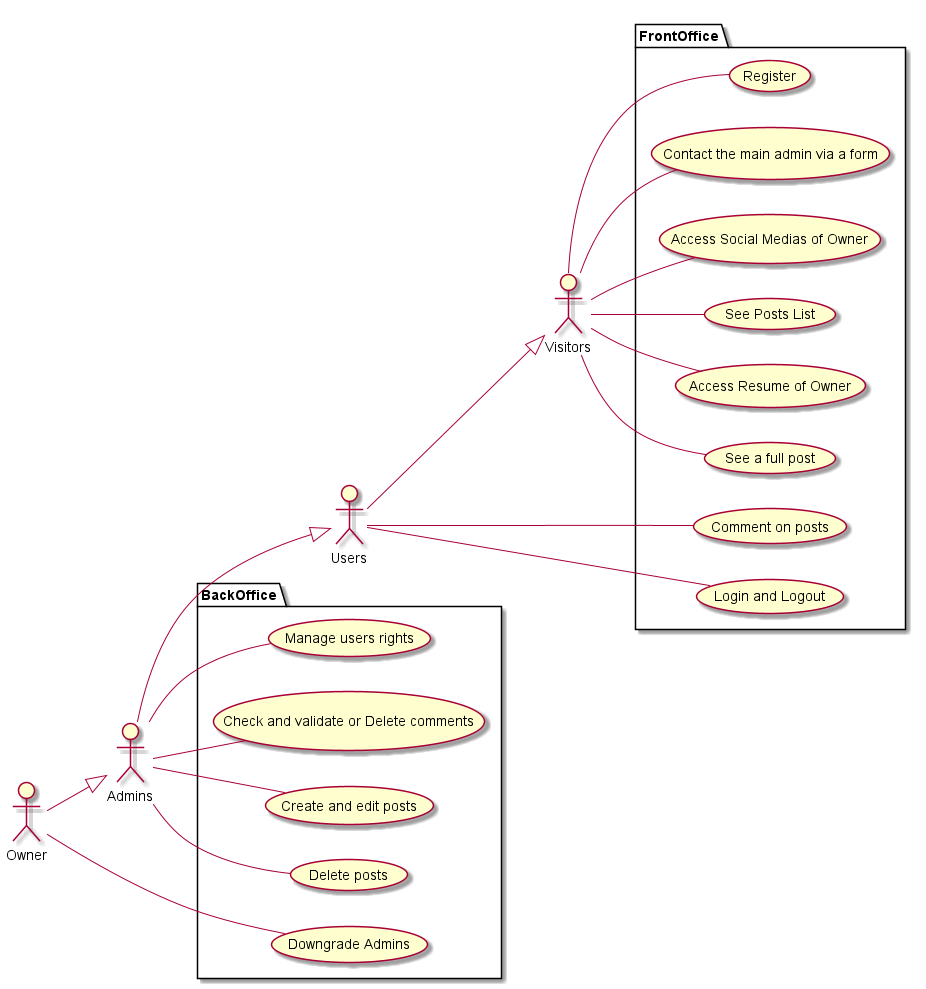 FrontOffice
Register
Contact the main admin via a form
Access Social Medias of Owner
See Posts List
Visitors
Access Resume of Owner
See a full post
Comment on posts
Users
Login and Logout
BackOffice
Manage users rights
Check and validate or Delete comments
Admins
Create and edit posts
Owner
Delete posts
Downgrade Admins